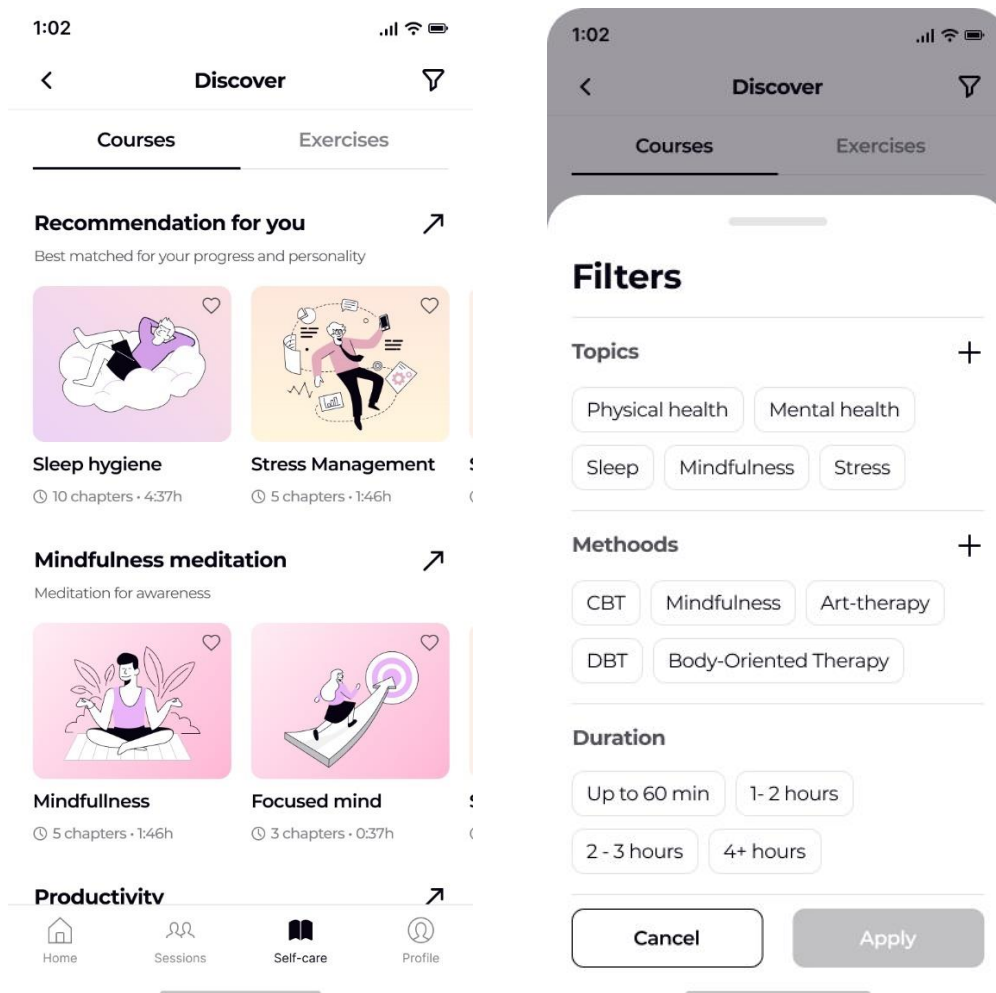 1:02
Discover
Courses
Exercises
Recommendation for you
Best matched for your progress and personality
Sleep hygiene
10 chapters • 4:37h
Stress Management
5 chapters • 1:46h
Mindfulness meditation
Meditation for awareness
Mindfullness
5 chapters • 1:46h
Focused mind
3 chapters • 0:37h
Productivity
Home
Sessions
Self-care
Profile
1:02
Discover
Courses
Exercises
Filters
Topics
Physical health
Mental health
Sleep
Mindfulness
Stress
Methoods
CBT
Mindfulness
Art-therapy
DBT
Body-Oriented Therapy
Duration
Up to 60 min
1- 2 hours
2 - 3 hours
4+ hours
Cancel
Apply